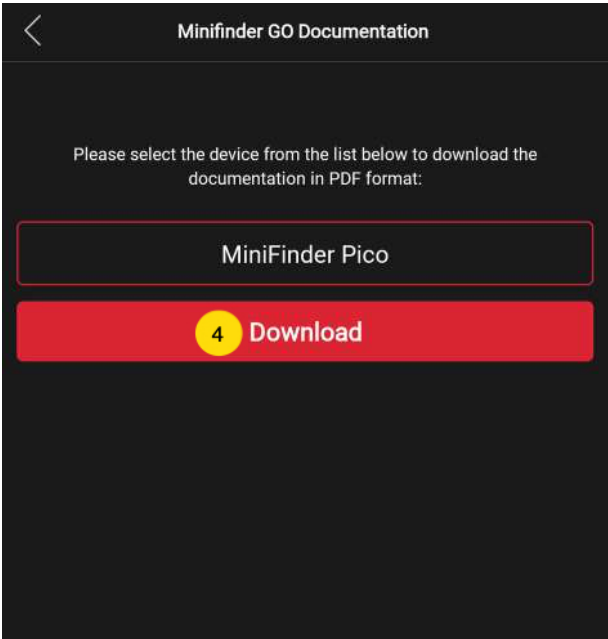 Minifinder GO Documentation
Please select the device from the list below to download the
documentation in PDF format:
MiniFinder Pico
4 Download